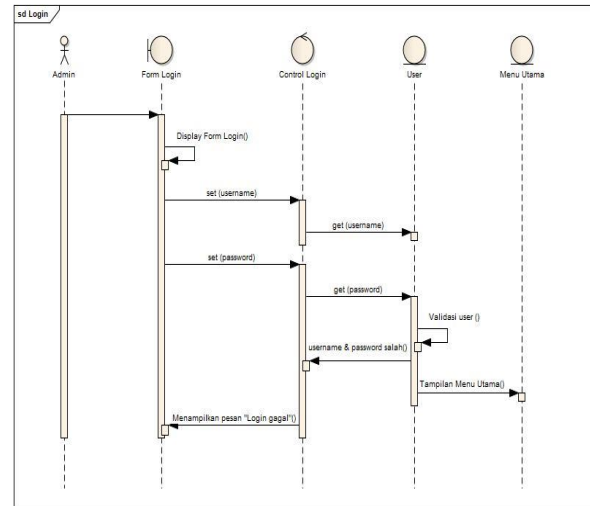 sd Login
Admin
Form Login
Control Login
User
Menu Utama
Display Form Login()
set (username)
get (username)
set (password)
get (password)
Validasi user ()
username & password salah()
Tampilan Menu Utama()
Menampilkan pesan "Login gagal"()